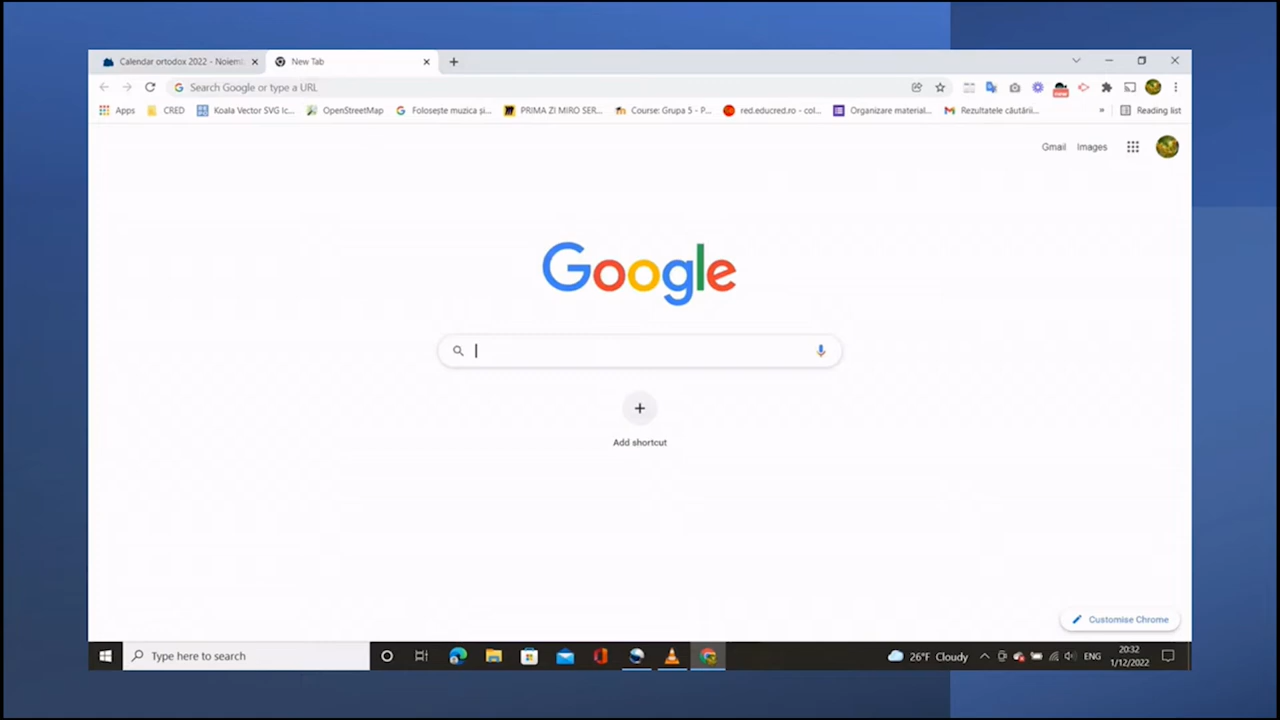 Calendar ortodox 2022 - Noiem
New Tab
Search Google or type a URL
Apps
CRED
Koala Vector SVG Ic...
OpenStreetMap
Folosește muzica și...
PRIMA ZI MIRO SER...
Course: Grupa 5 - P...
red.educred.ro - col...
Organizare material...
Rezultatele căutării...
»
Reading list
Gmail
Images
Google
Add shortcut
Customise Chrome
Type here to search
26°F Cloudy
ENG
20:32
1/12/2022